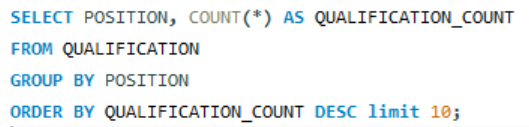 SELECT POSITION, COUNT(*) AS QUALIFICATION_COUNT
FROM QUALIFICATION
GROUP BY POSITION
ORDER BY QUALIFICATION_COUNT DESC limit 10;